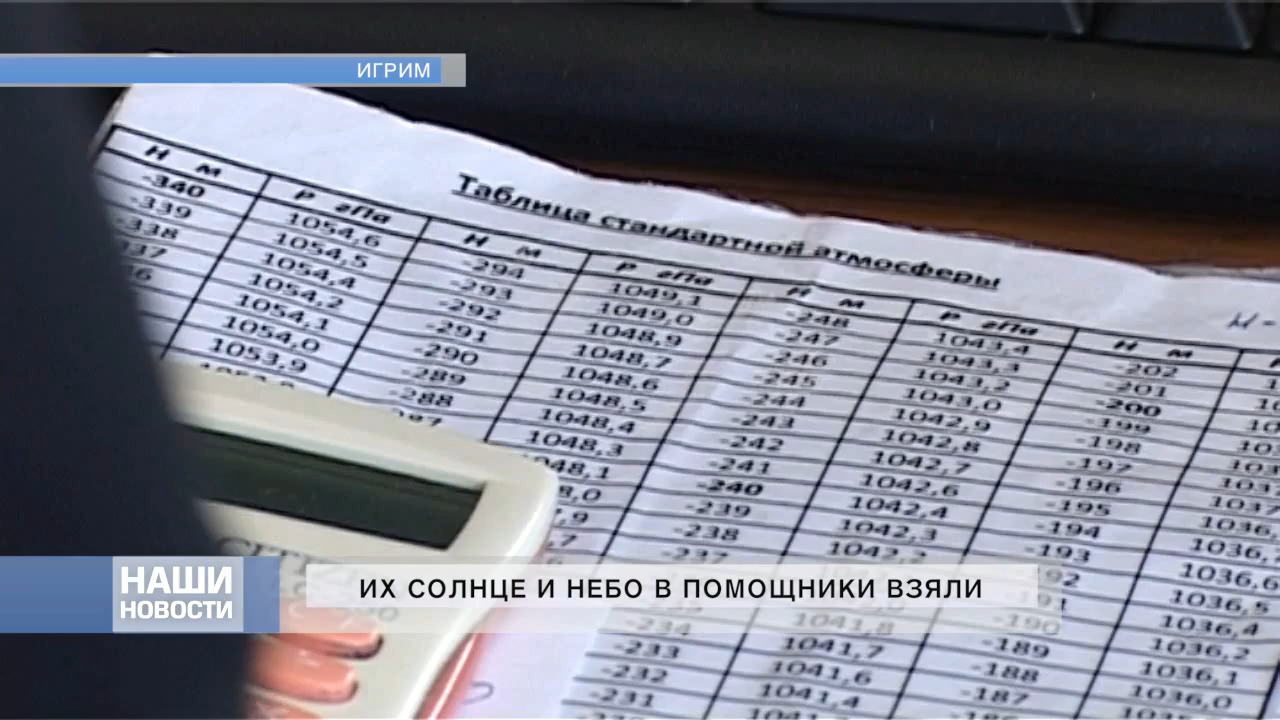 ИГРИМ
Таблица стандартной атмосферы
Н м Р гПа Н м Р гПа Н м Р гПа Н м
-340 1054,6 -294 1049,1 -248 1043,4 -202
-339 1054,5 -293 1049,0 -247 1043,3 -201
-338 1054,4 -292 1048,9 -246 1043,2 -200
1054,2 -291 1048,7 -245 1043,0 -199
1054,1 -290 1048,6 -244 1042,9 -198
1054,0 -289 1048,5 -243 1042,8 -197
1053,9 -288 1048,4 -242 1042,7 -196
1048,3 -241 1042,6 -195
-240 1042,4 -194
-239 1042,3 -193
-238 1042,2
-237
-234 1041,8 -190 1036,4
-233 1041,7 -189 1036,2
-232 1041,6 -188 1036,1
-231 1041,4 -187 1036,0
1036,6
1036,5
НАШИ
НОВОСТИ
ИХ СОЛНЦЕ И НЕБО В ПОМОЩНИКИ ВЗЯЛИ